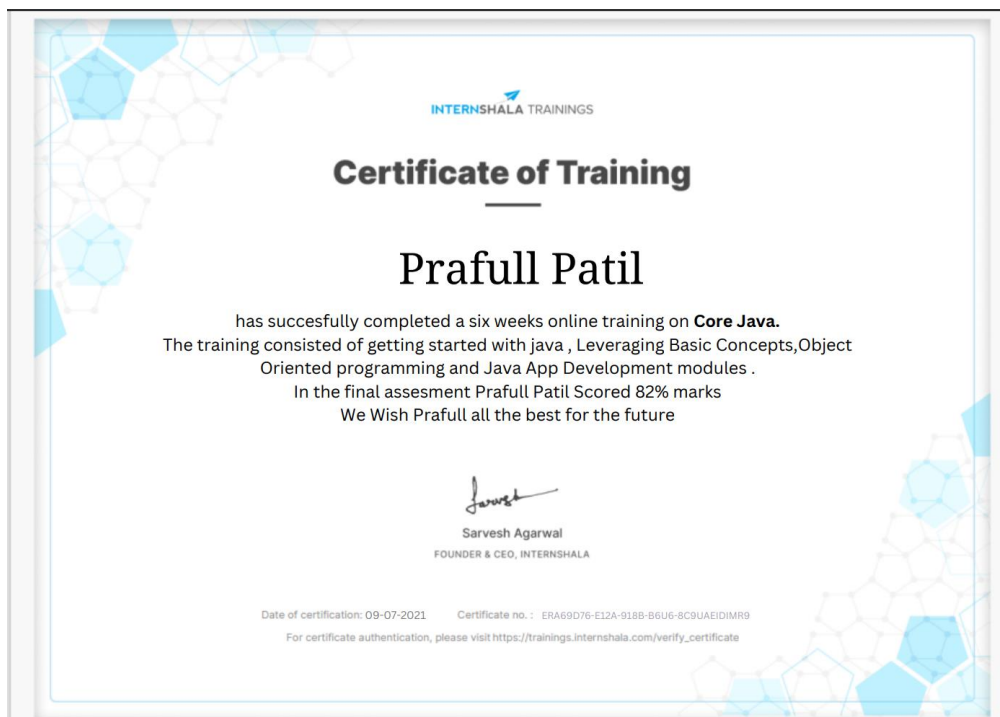 INTERNSHALA TRAININGS
Certificate of Training
Prafull Patil
has succesfully completed a six weeks online training on Core Java.
The training consisted of getting started with java , Leveraging Basic Concepts,Object
Oriented programming and Java App Development modules .
In the final assesment Prafull Patil Scored 82% marks
We Wish Prafull all the best for the future
Sarvesh
Sarvesh Agarwal
FOUNDER & CEO, INTERNSHALA
Date of certification: 09-07-2021 Certificate no. : ERA69D76-E12A-918B-B6U6-8C9UAEIDIMR9
For certificate authentication, please visit https://trainings.internshala.com/verify_certificate